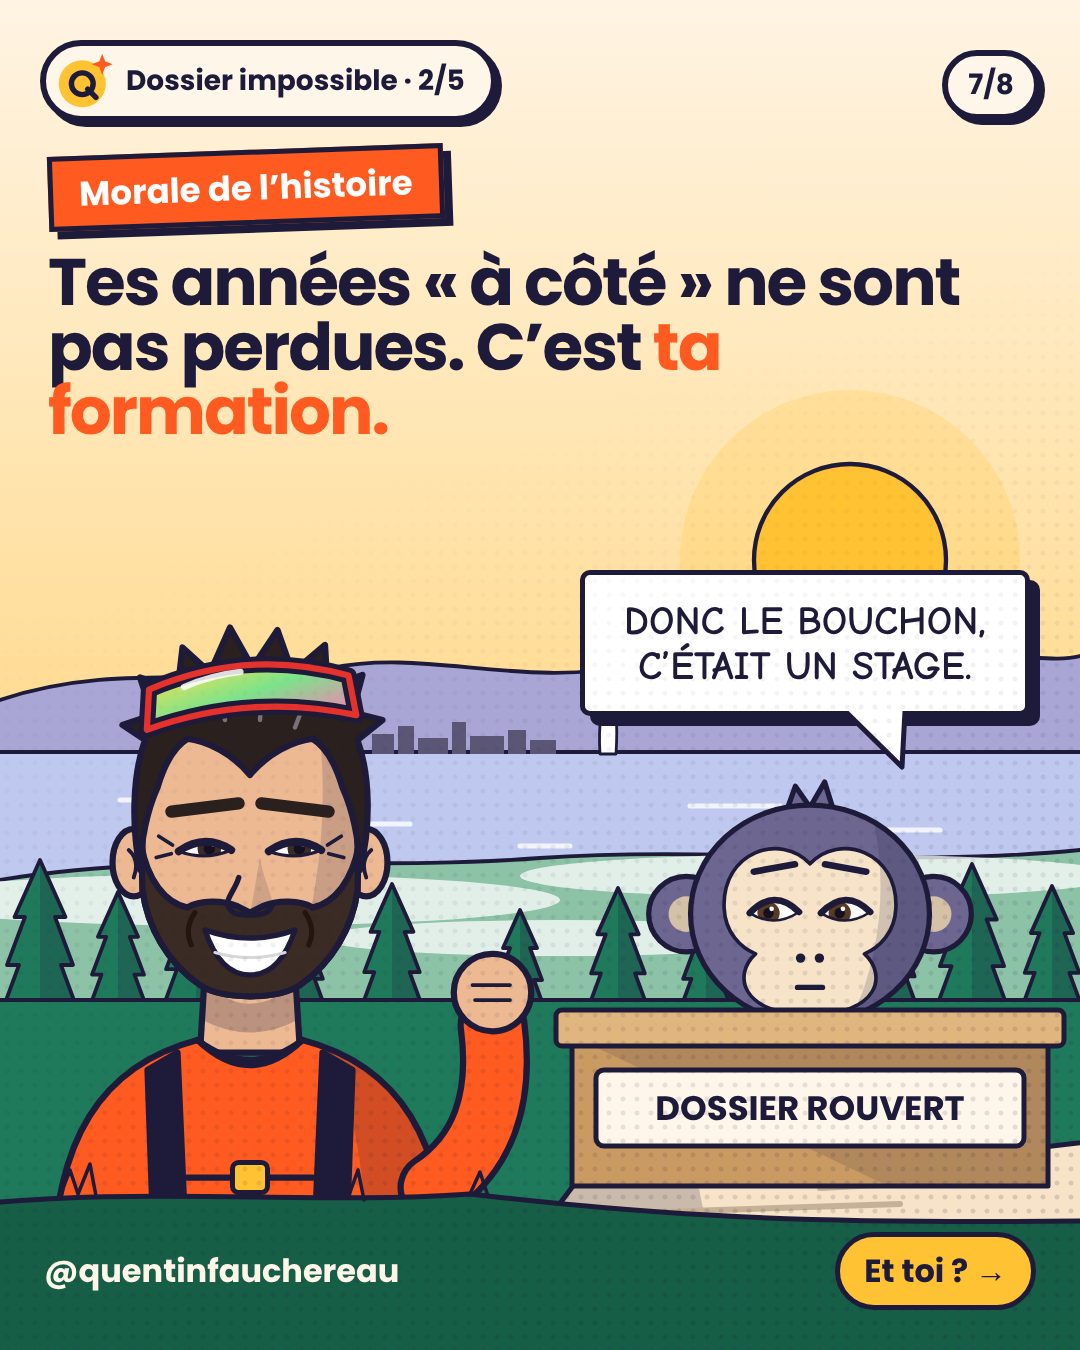 Q Dossier impossible · 2/5
7/8
Morale de l’histoire
Tes années « à côté » ne sont
pas perdues. C’est ta
formation.
DONC LE BOUCHON,
C’ÉTAIT UN STAGE.
DOSSIER ROUVERT
@quentinfauchereau
Et toi ? →